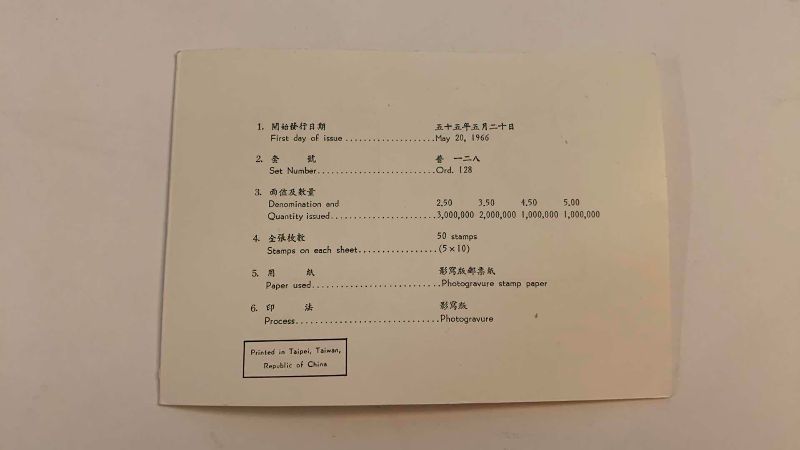 1. 開始發行日期 五十五年五月二十日
First day of issue ................... May 20, 1966
2. 套 號 普 一二八
Set Number......................... Ord. 128
3. 面值及數量
Denomination and 2.50 3.50 4.50 5.00
Quantity issued...................... 3,000,000 2,000,000 1,000,000 1,000,000
4. 全張枚數 50 stamps
Stamps on each sheet................. (5 × 10)
5. 用 紙 影寫版郵票紙
Paper used........................... Photogravure stamp paper
6. 印 法 影寫版
Process.............................. Photogravure
Printed in Taipei, Taiwan,
Republic of China